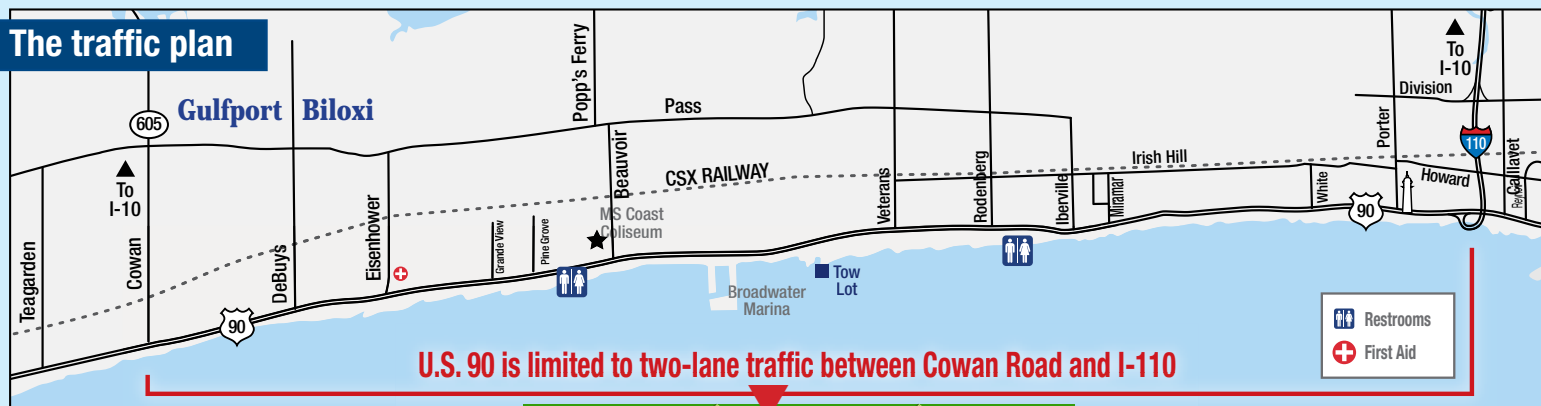 The traffic plan
Gulfport
Biloxi
605
To
I-10
Teagarden
Cowan
DeBuys
Eisenhower
Grande View
Pine Grove
Popp's Ferry
Beauvoir
Pass
CSX RAILWAY
MS Coast
Coliseum
Broadwater
Marina
Tow
Lot
Veterans
Rodenberg
Iberville
Miramar
Irish Hill
White
Porter
Howard
Division
To
I-10
110
Caillavet
90
90
Restrooms
First Aid
U.S. 90 is limited to two-lane traffic between Cowan Road and I-110